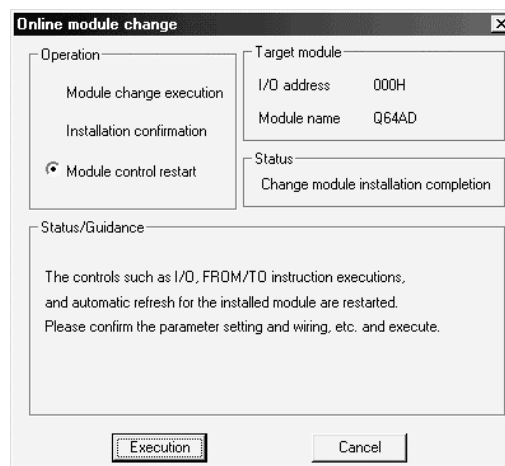 Online module change
Operation
Module change execution
Installation confirmation
Module control restart
Target module
I/O address 000H
Module name Q64AD
Status
Change module installation completion
Status/Guidance
The controls such as I/O, FROM/TO instruction executions,
and automatic refresh for the installed module are restarted.
Please confirm the parameter setting and wiring, etc. and execute.
Execution
Cancel